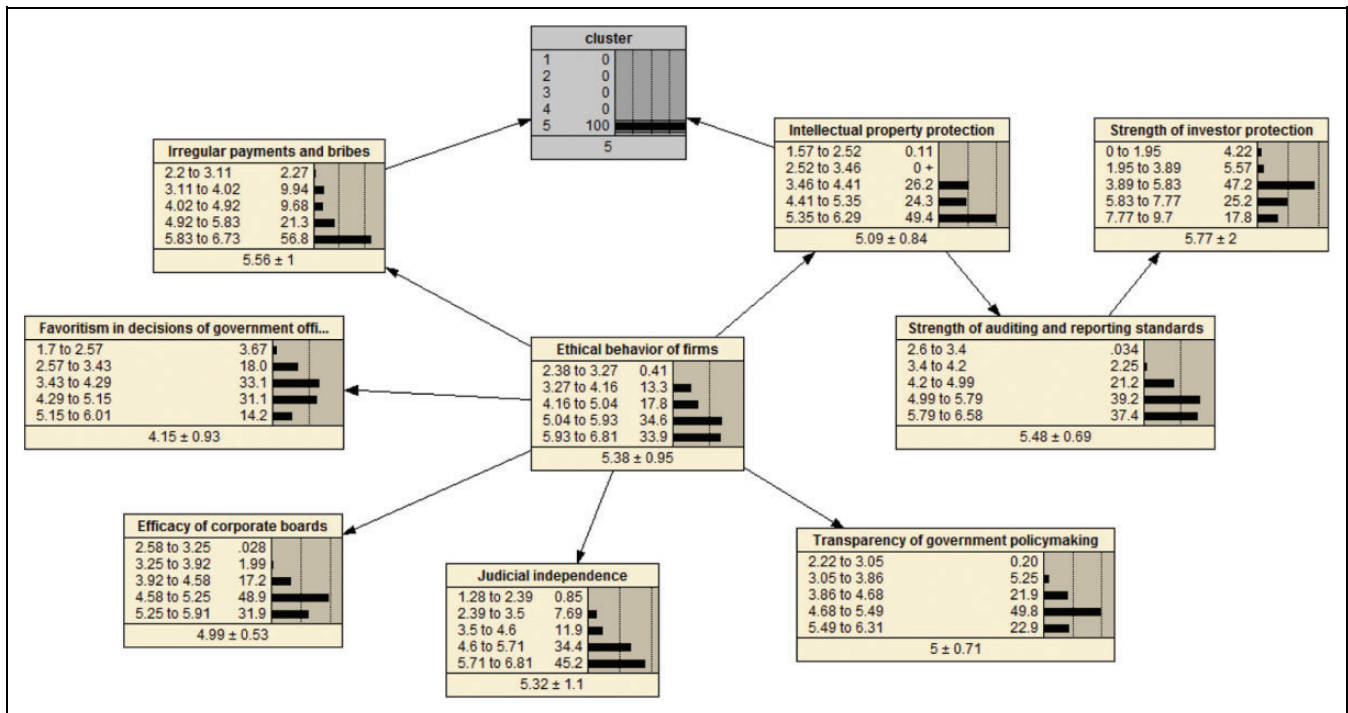 cluster
1 0
2 0
3 0
4 0
5 100
5
Irregular payments and bribes
2.2 to 3.11 2.27
3.11 to 4.02 9.94
4.02 to 4.92 9.68
4.92 to 5.83 21.3
5.83 to 6.73 56.8
5.56 ± 1
Intellectual property protection
1.57 to 2.52 0.11
2.52 to 3.46 0 +
3.46 to 4.41 26.2
4.41 to 5.35 24.3
5.35 to 6.29 49.4
5.09 ± 0.84
Strength of investor protection
0 to 1.95 4.22
1.95 to 3.89 5.57
3.89 to 5.83 47.2
5.83 to 7.77 25.2
7.77 to 9.7 17.8
5.77 ± 2
Favoritism in decisions of government offi...
1.7 to 2.57 3.67
2.57 to 3.43 18.0
3.43 to 4.29 33.1
4.29 to 5.15 31.1
5.15 to 6.01 14.2
4.15 ± 0.93
Ethical behavior of firms
2.38 to 3.27 0.41
3.27 to 4.16 13.3
4.16 to 5.04 17.8
5.04 to 5.93 34.6
5.93 to 6.81 33.9
5.38 ± 0.95
Strength of auditing and reporting standards
2.6 to 3.4 .034
3.4 to 4.2 2.25
4.2 to 4.99 21.2
4.99 to 5.79 39.2
5.79 to 6.58 37.4
5.48 ± 0.69
Efficacy of corporate boards
2.58 to 3.25 .028
3.25 to 3.92 1.99
3.92 to 4.58 17.2
4.58 to 5.25 48.9
5.25 to 5.91 31.9
4.99 ± 0.53
Judicial independence
1.28 to 2.39 0.85
2.39 to 3.5 7.69
3.5 to 4.6 11.9
4.6 to 5.71 34.4
5.71 to 6.81 45.2
5.32 ± 1.1
Transparency of government policymaking
2.22 to 3.05 0.20
3.05 to 3.86 5.25
3.86 to 4.68 21.9
4.68 to 5.49 49.8
5.49 to 6.31 22.9
5 ± 0.71